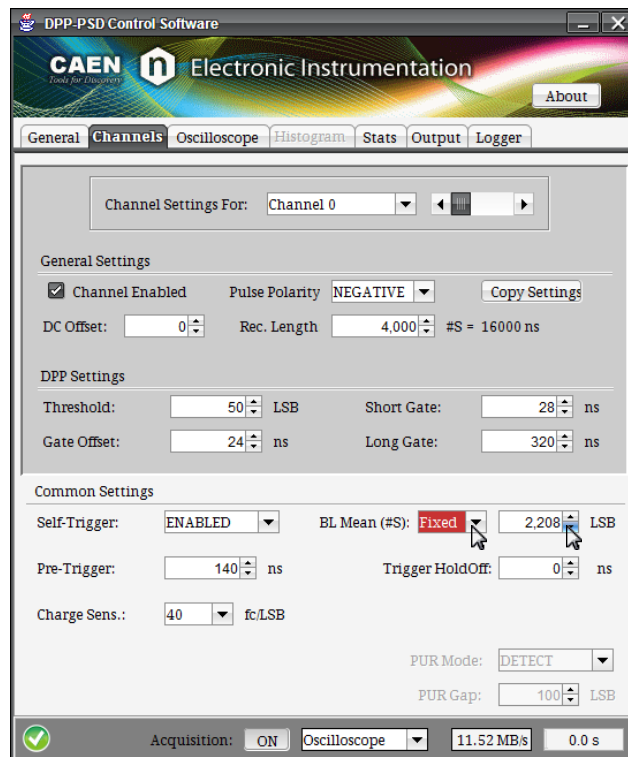 DPP-PSD Control Software
CAEN n Electronic Instrumentation
Tools for Discovery
About
General Channels Oscilloscope Histogram Stats Output Logger
Channel Settings For: Channel 0
General Settings
Channel Enabled Pulse Polarity NEGATIVE Copy Settings
DC Offset: 0 Rec. Length 4,000 #S = 16000 ns
DPP Settings
Threshold: 50 LSB Short Gate: 28 ns
Gate Offset: 24 ns Long Gate: 320 ns
Common Settings
Self-Trigger: ENABLED BL Mean (#S): Fixed 2,208 LSB
Pre-Trigger: 140 ns Trigger HoldOff: 0 ns
Charge Sens.: 40 fc/LSB
PUR Mode: DETECT
PUR Gap: 100 LSB
Acquisition: ON Oscilloscope 11.52 MB/s 0.0 s